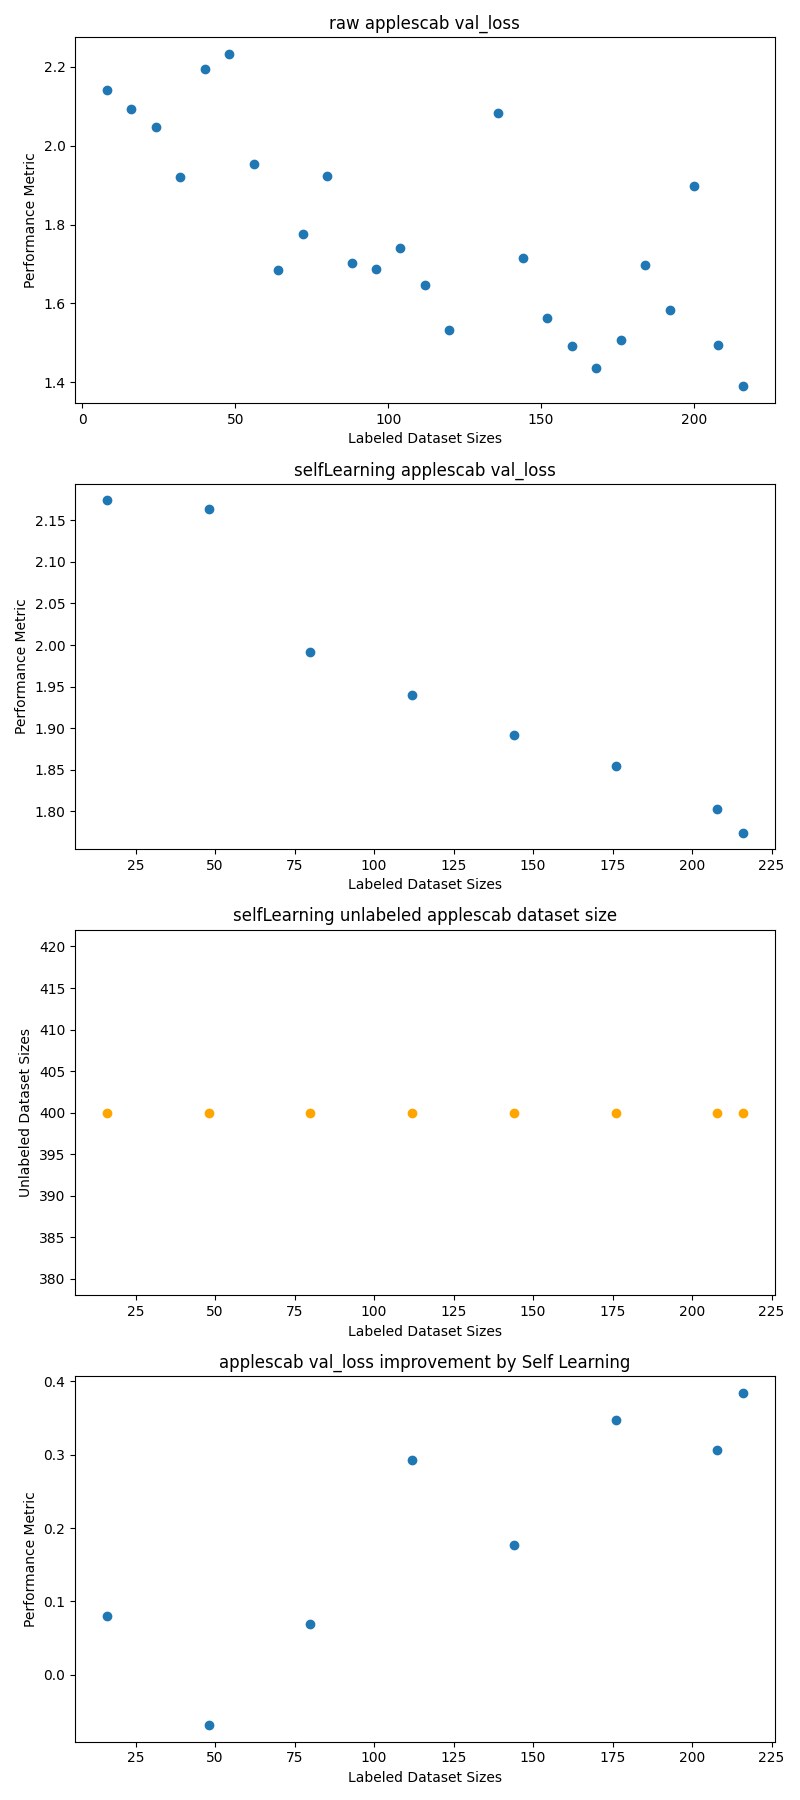 raw applescab val_loss
Performance Metric
2.2
2.0
1.8
1.6
1.4
0 50 100 150 200
Labeled Dataset Sizes
selfLearning applescab val_loss
Performance Metric
2.15
2.10
2.05
2.00
1.95
1.90
1.85
1.80
25 50 75 100 125 150 175 200 225
Labeled Dataset Sizes
selfLearning unlabeled applescab dataset size
Unlabeled Dataset Sizes
420
415
410
405
400
395
390
385
380
25 50 75 100 125 150 175 200 225
Labeled Dataset Sizes
applescab val_loss improvement by Self Learning
Performance Metric
0.4
0.3
0.2
0.1
0.0
25 50 75 100 125 150 175 200 225
Labeled Dataset Sizes